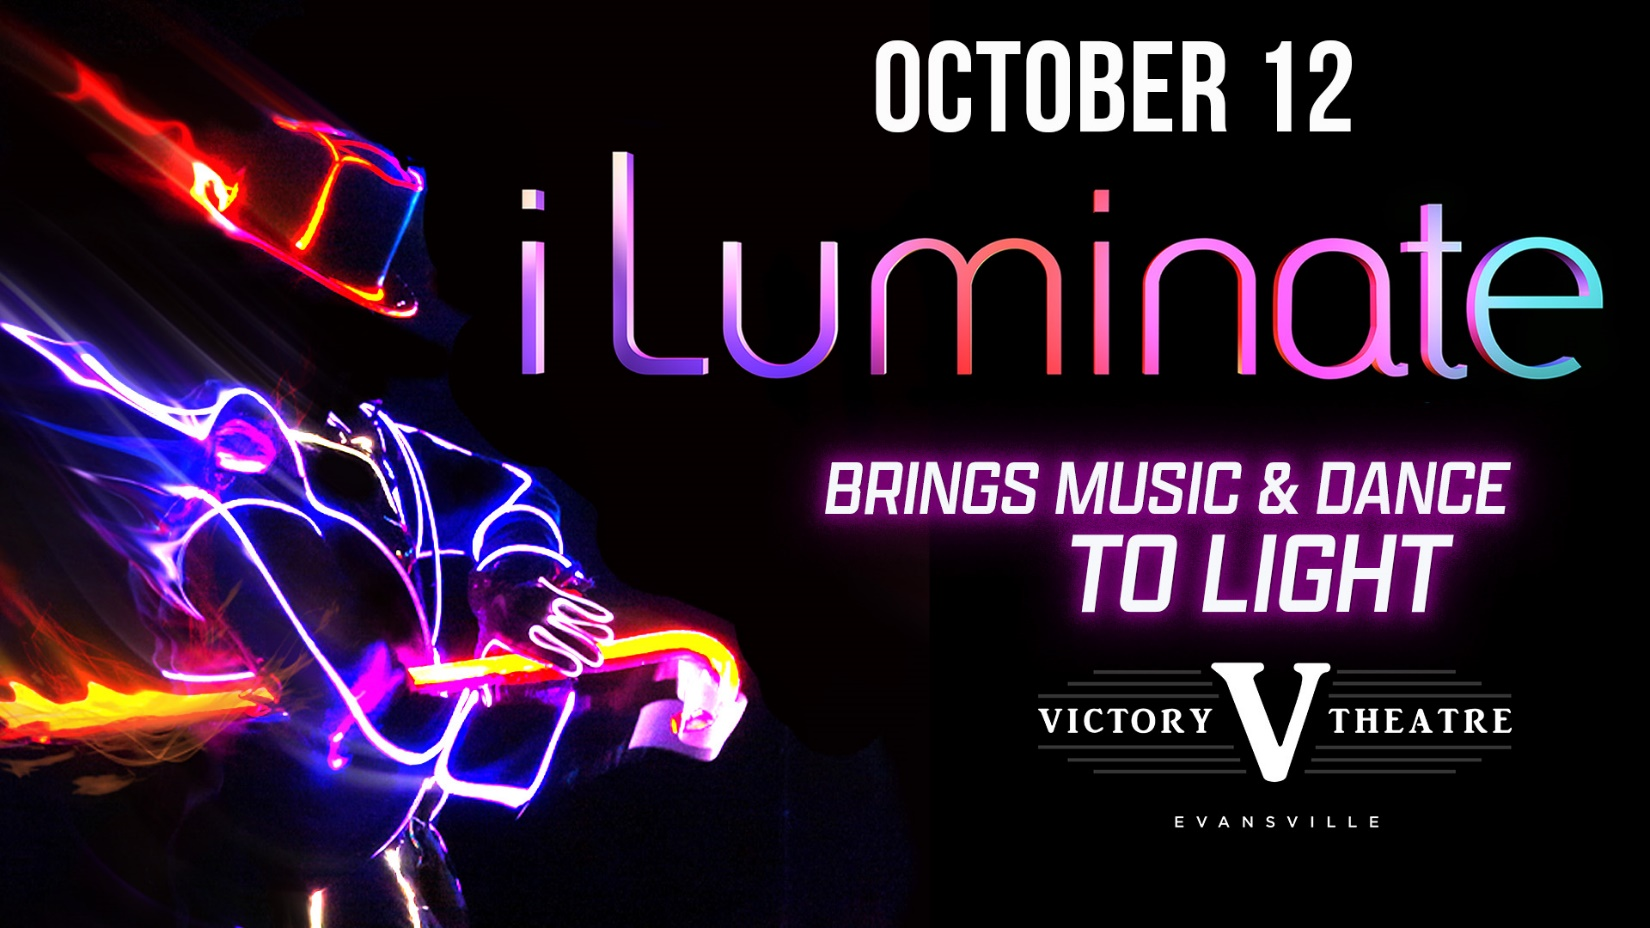 OCTOBER 12
iLuminate
BRINGS MUSIC & DANCE
TO LIGHT
VICTORY V THEATRE
EVANSVILLE